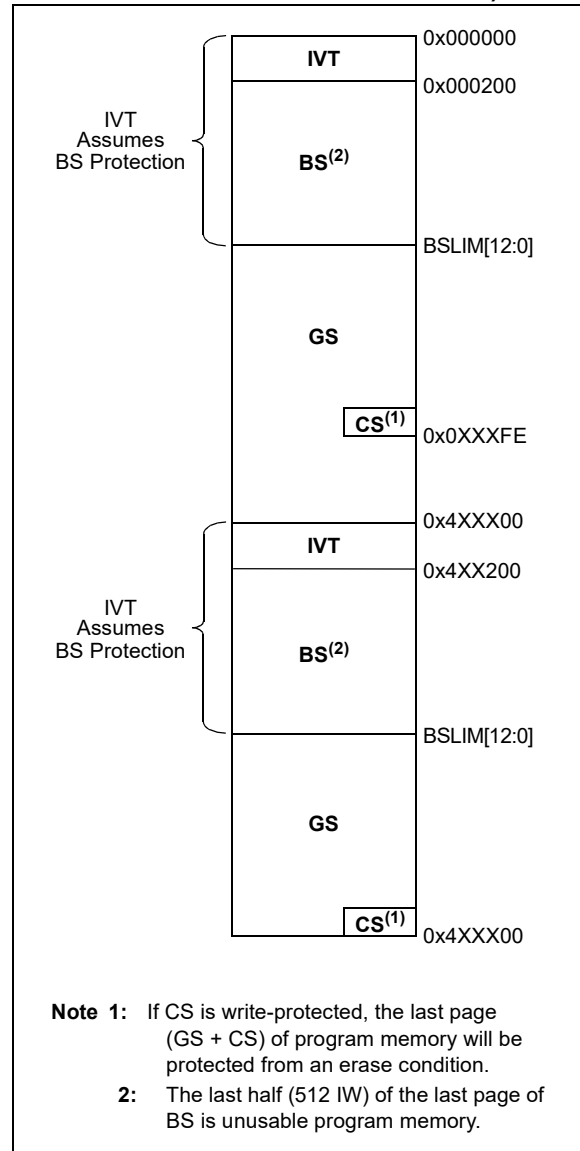 0x000000
IVT
0x000200
IVT
Assumes
BS Protection
BS(2)
BSLIM[12:0]
GS
CS(1)
0x0XXXFE
0x4XXX00
IVT
0x4XX200
IVT
Assumes
BS Protection
BS(2)
BSLIM[12:0]
GS
CS(1)
0x4XXX00
Note 1: If CS is write-protected, the last page
(GS + CS) of program memory will be
protected from an erase condition.
2: The last half (512 IW) of the last page of
BS is unusable program memory.